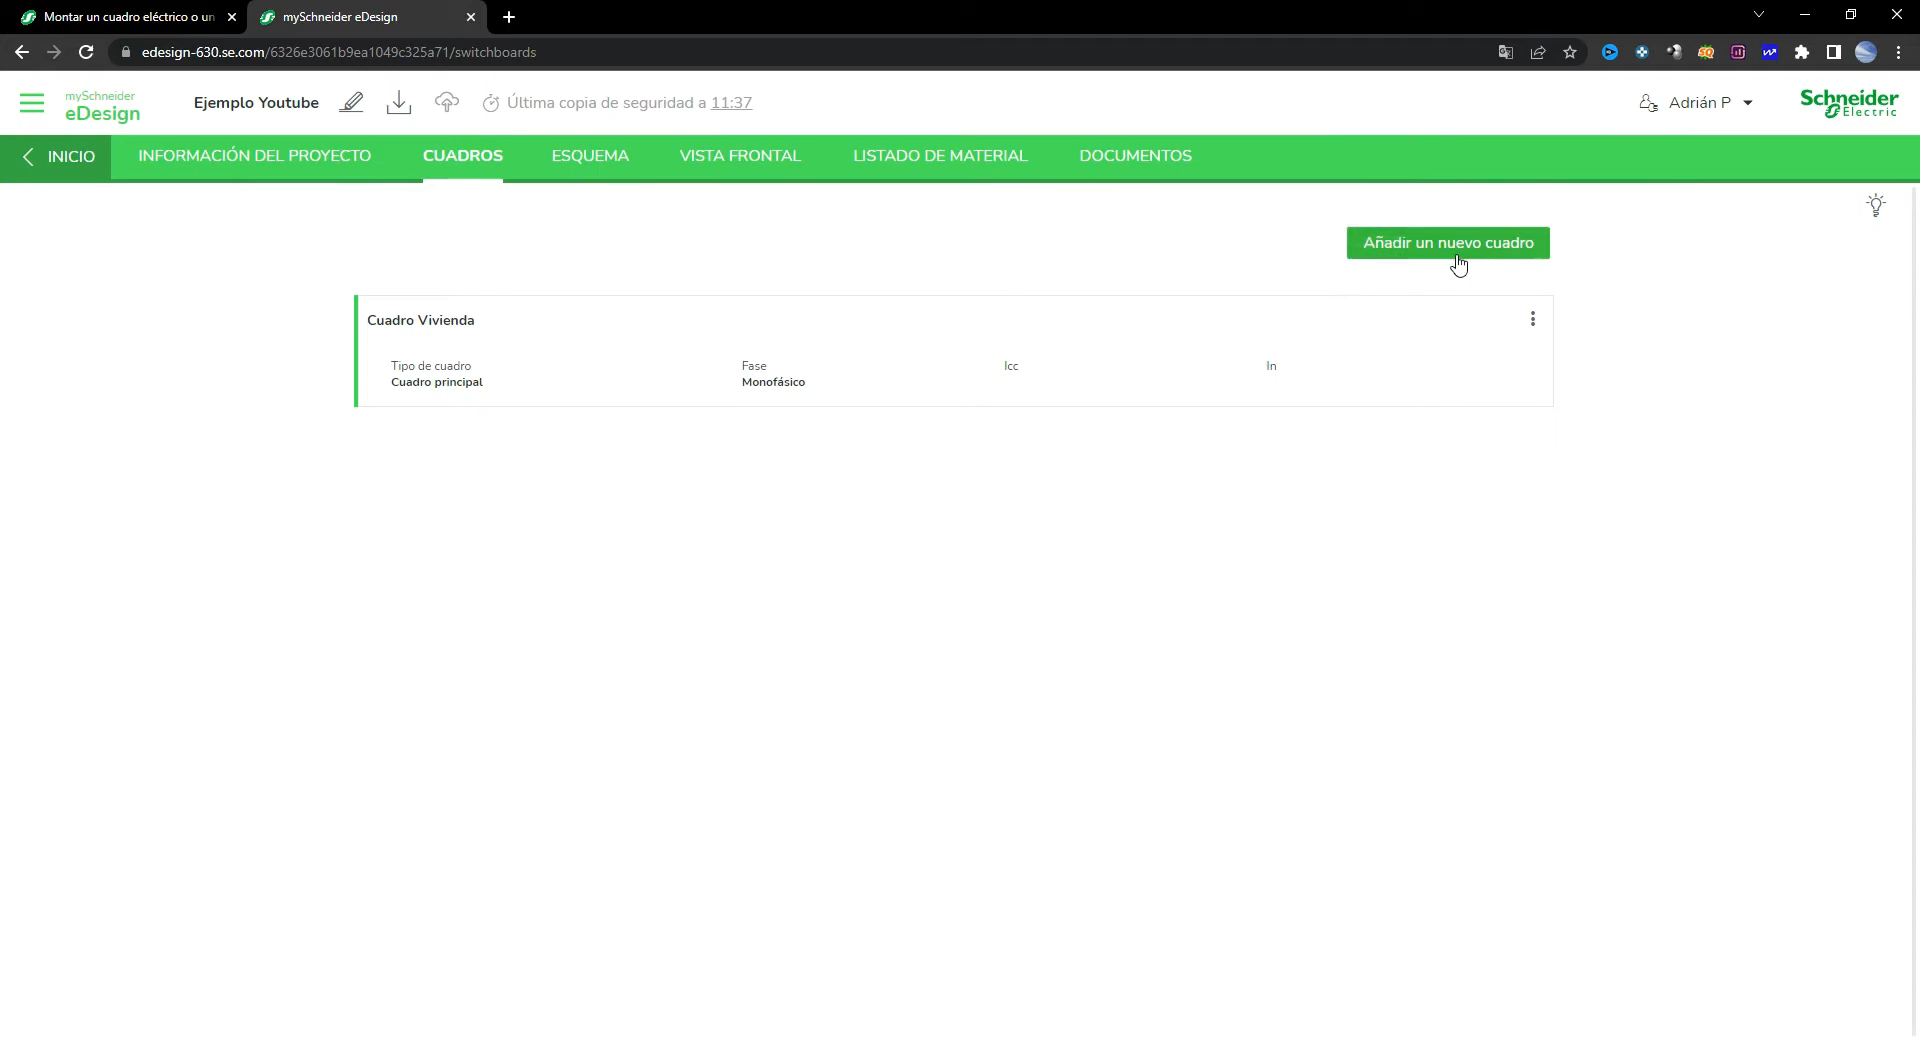 Montar un cuadro eléctrico o un
mySchneider eDesign
edesign-630.se.com/6326e3061b9ea1049c325a71/switchboards
mySchneider
eDesign
Ejemplo Youtube
Última copia de seguridad a 11:37
Adrián P
Schneider
Electric
INICIO
INFORMACIÓN DEL PROYECTO
CUADROS
ESQUEMA
VISTA FRONTAL
LISTADO DE MATERIAL
DOCUMENTOS
Añadir un nuevo cuadro
Cuadro Vivienda
Tipo de cuadro
Fase
Icc
In
Cuadro principal
Monofásico